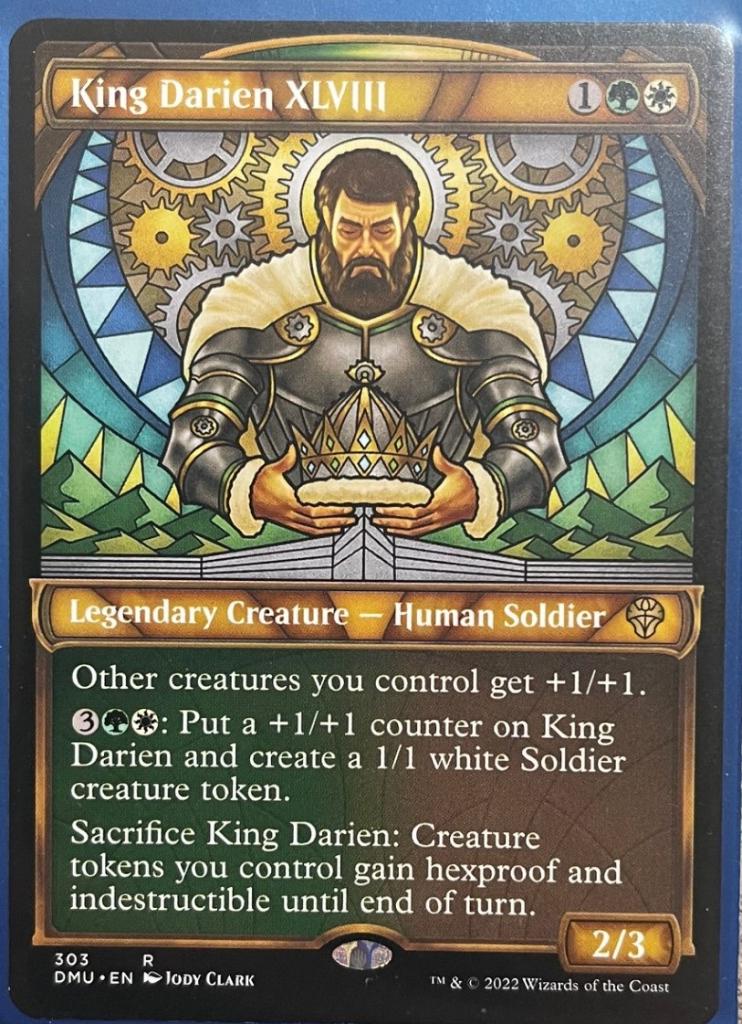 King Darien XLVIII 1
Legendary Creature — Human Soldier
Other creatures you control get +1/+1.
3: Put a +1/+1 counter on King
Darien and create a 1/1 white Soldier
creature token.
Sacrifice King Darien: Creature
tokens you control gain hexproof and
indestructible until end of turn.
2/3
303 R
DMU • EN JODY CLARK
™ & © 2022 Wizards of the Coast